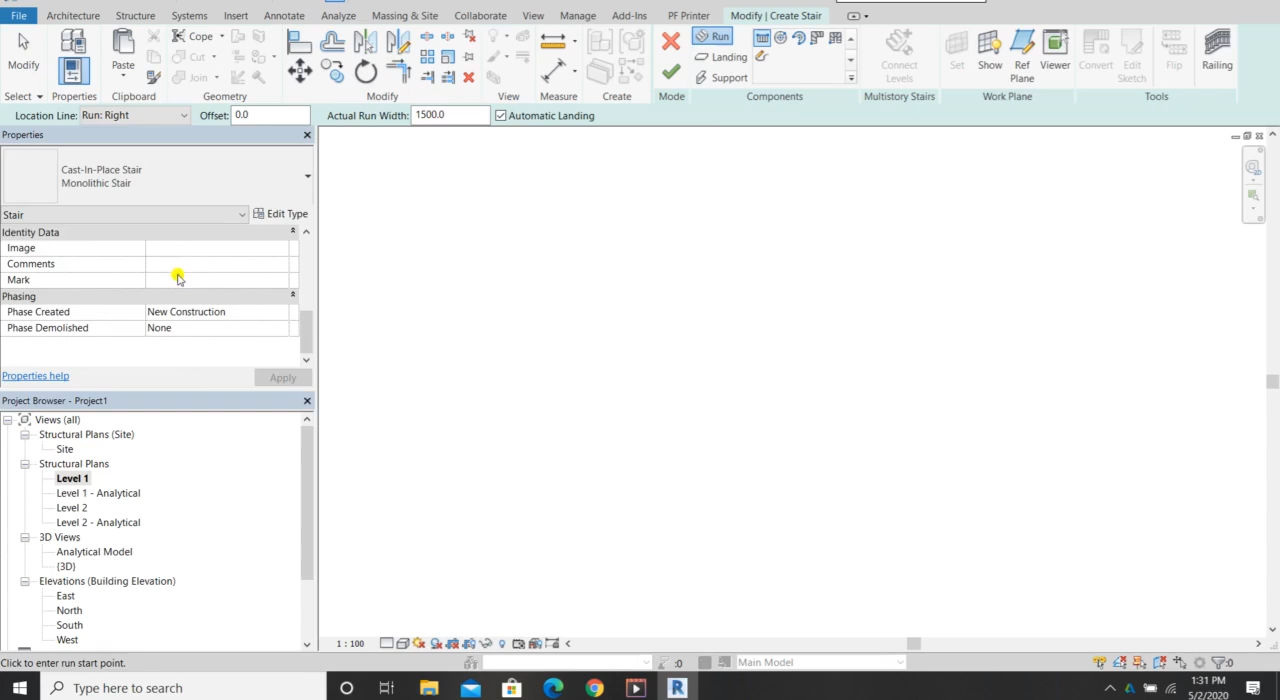 File Architecture Structure Systems Insert Annotate Analyze Massing & Site Collaborate View Manage Add-Ins PF Printer Modify | Create Stair
Modify
Properties
Paste
Cope
Cut
Join
Connect Levels
Run
Landing
Support
Set Show Ref Plane Viewer Convert Edit Sketch Flip Railing
Select Properties Clipboard Geometry Modify View Measure Create Mode Components Multistory Stairs Work Plane Tools
Location Line: Run: Right Offset: 0.0 Actual Run Width: 1500.0 Automatic Landing
Properties
Cast-In-Place Stair
Monolithic Stair
Stair Edit Type
Identity Data
Image
Comments
Mark
Phasing
Phase Created New Construction
Phase Demolished None
Properties help Apply
Project Browser - Project1
Views (all)
Structural Plans (Site)
Site
Structural Plans
Level 1
Level 1 - Analytical
Level 2
Level 2 - Analytical
3D Views
Analytical Model
{3D}
Elevations (Building Elevation)
East
North
South
West
1 : 100
Click to enter run start point. :0 Main Model :0
Type here to search
1:31 PM
5/2/2020